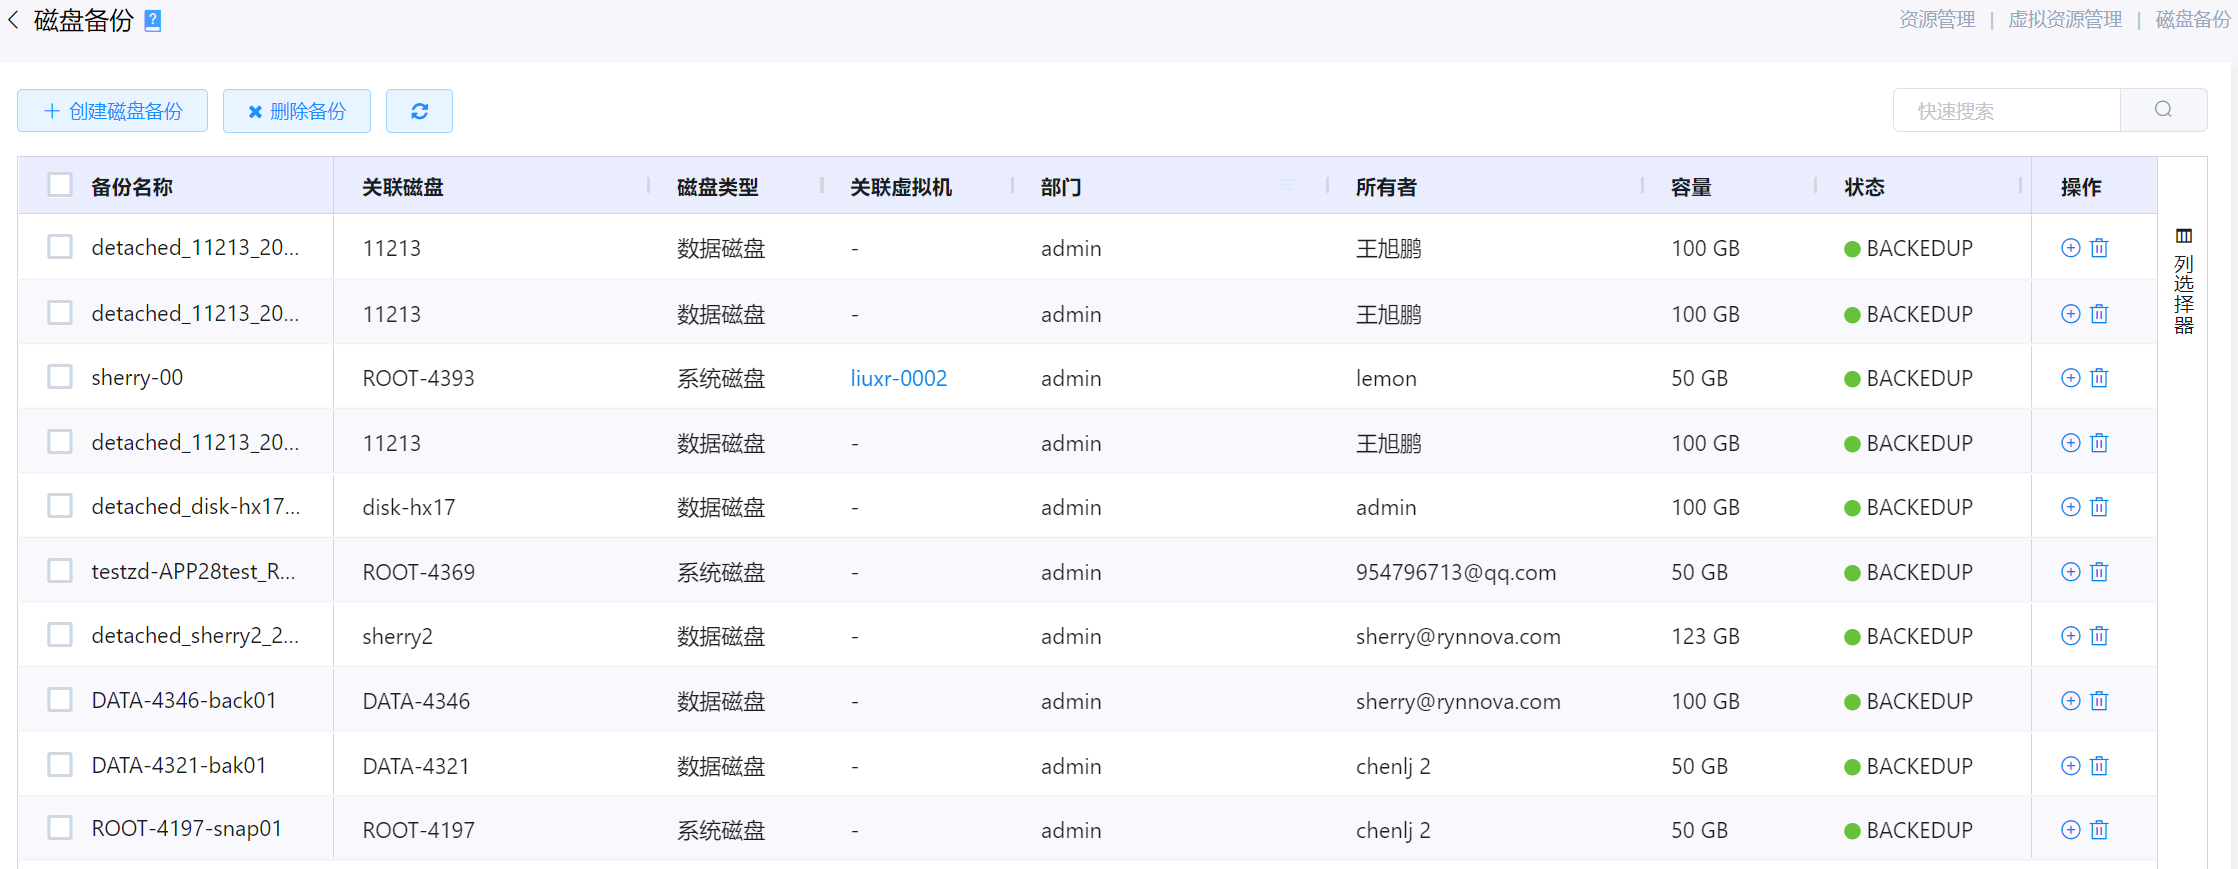 磁盘备份 ?
资源管理 | 虚拟资源管理 | 磁盘备份
创建磁盘备份 删除备份 快速搜索
备份名称 关联磁盘 磁盘类型 关联虚拟机 部门 所有者 容量 状态 操作
detached_11213_20... 11213 数据磁盘 - admin 王旭鹏 100 GB BACKEDUP
detached_11213_20... 11213 数据磁盘 - admin 王旭鹏 100 GB BACKEDUP
sherry-00 ROOT-4393 系统磁盘 liuxr-0002 admin lemon 50 GB BACKEDUP
detached_11213_20... 11213 数据磁盘 - admin 王旭鹏 100 GB BACKEDUP
detached_disk-hx17... disk-hx17 数据磁盘 - admin admin 100 GB BACKEDUP
testzd-APP28test_R... ROOT-4369 系统磁盘 - admin 954796713@qq.com 50 GB BACKEDUP
detached_sherry2_2... sherry2 数据磁盘 - admin sherry@rynnova.com 123 GB BACKEDUP
DATA-4346-back01 DATA-4346 数据磁盘 - admin sherry@rynnova.com 100 GB BACKEDUP
DATA-4321-bak01 DATA-4321 数据磁盘 - admin chenlj 2 50 GB BACKEDUP
ROOT-4197-snap01 ROOT-4197 系统磁盘 - admin chenlj 2 50 GB BACKEDUP
列选择器